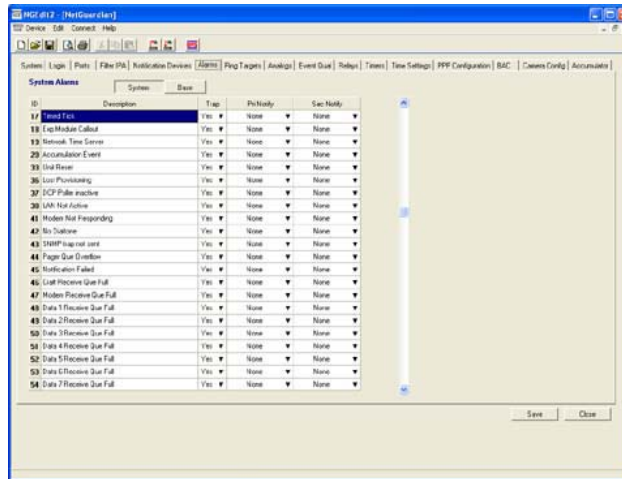 NGEdit2 - [NetGuardian]
Device Edit Connect Help
System Login Ports Filter IPA Notification Devices Alarms Ping Targets Analogs Event Que Relays Timers Time Settings PPP Configuration BAC Camera Config Accumulator
System Alarms System Base
ID Description Trap Pri Notify Sec Notify
17 Timed Tick Yes None None
18 Exp.Module Callout Yes None None
19 Network Time Server Yes None None
20 Accumulation Event Yes None None
33 Unit Reset Yes None None
36 Lost Provisioning Yes None None
37 DCP Poller inactive Yes None None
38 LAN Not Active Yes None None
41 Modem Not Responding Yes None None
42 No Dialtone Yes None None
43 SNMP trap not sent Yes None None
44 Pager Que Overflow Yes None None
45 Notification Failed Yes None None
46 Craft Receive Que Full Yes None None
47 Modem Receive Que Full Yes None None
48 Data 1 Receive Que Full Yes None None
49 Data 2 Receive Que Full Yes None None
50 Data 3 Receive Que Full Yes None None
51 Data 4 Receive Que Full Yes None None
52 Data 5 Receive Que Full Yes None None
53 Data 6 Receive Que Full Yes None None
54 Data 7 Receive Que Full Yes None None
Save Close